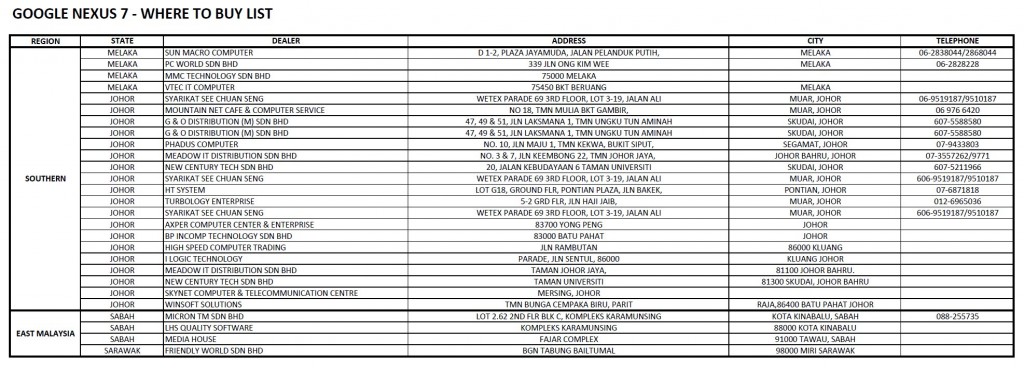 GOOGLE NEXUS 7 - WHERE TO BUY LIST
REGION STATE DEALER ADDRESS CITY TELEPHONE
MELAKA SUN MACRO COMPUTER D 1-2, PLAZA JAYAMUDA, JALAN PELANDUK PUTIH, MELAKA 06-2838044/2868044
MELAKA PC WORLD SDN BHD 339 JLN ONG KIM WEE MELAKA 06-2828228
MELAKA MMC TECHNOLOGY SDN BHD 75000 MELAKA
MELAKA VTEC IT COMPUTER 75450 BKT BERUANG MELAKA
JOHOR SYARIKAT SEE CHUAN SENG WETEX PARADE 69 3RD FLOOR, LOT 3-19, JALAN ALI MUAR, JOHOR 06-9519187/9510187
JOHOR MOUNTAIN NET CAFE & COMPUTER SERVICE NO 18, TMN MULIA BKT GAMBIR, MUAR, JOHOR 06 976 6420
JOHOR G & O DISTRIBUTION (M) SDN BHD 47, 49 & 51, JLN LAKSMANA 1, TMN UNGKU TUN AMINAH SKUDAI, JOHOR 607-5588580
JOHOR G & O DISTRIBUTION (M) SDN BHD 47, 49 & 51, JLN LAKSMANA 1, TMN UNGKU TUN AMINAH SKUDAI, JOHOR 607-5588580
JOHOR PHADUS COMPUTER NO. 10, JLN MAJU 1, TMN KEKWA, BUKIT SIPUT, SEGAMAT, JOHOR 07-9433803
JOHOR MEADOW IT DISTRIBUTION SDN BHD NO. 3 & 7, JLN KEEMBONG 22, TMN JOHOR JAYA, JOHOR BAHRU, JOHOR 07-3557262/9771
JOHOR NEW CENTURY TECH SDN BHD 20, JALAN KEBUDAYAAN 6 TAMAN UNIVERSITI SKUDAI, JOHOR 607-5211966
SOUTHERN JOHOR SYARIKAT SEE CHUAN SENG WETEX PARADE 69 3RD FLOOR, LOT 3-19, JALAN ALI MUAR, JOHOR 606-9519187/9510187
JOHOR HT SYSTEM LOT G18, GROUND FLR, PONTIAN PLAZA, JLN BAKEK, PONTIAN, JOHOR 07-6871818
JOHOR TURBOLOGY ENTERPRISE 5-2 GRD FLR, JLN HAJI JAIB, MUAR, JOHOR 012-6965036
JOHOR SYARIKAT SEE CHUAN SENG WETEX PARADE 69 3RD FLOOR, LOT 3-19, JALAN ALI MUAR, JOHOR 606-9519187/9510187
JOHOR AXPER COMPUTER CENTER & ENTERPRISE 83700 YONG PENG JOHOR
JOHOR BP INCOMP TECHNOLOGY SDN BHD 83000 BATU PAHAT JOHOR
JOHOR HIGH SPEED COMPUTER TRADING JLN RAMBUTAN 86000 KLUANG
JOHOR I LOGIC TECHNOLOGY PARADE, JLN SENTUL, 86000 KLUANG JOHOR
JOHOR MEADOW IT DISTRIBUTION SDN BHD TAMAN JOHOR JAYA, 81100 JOHOR BAHRU.
JOHOR NEW CENTURY TECH SDN BHD TAMAN UNIVERSITI 81300 SKUDAI, JOHOR BAHRU
JOHOR SKYNET COMPUTER & TELECOMMUNICATION CENTRE MERSING, JOHOR
JOHOR WINSOFT SOLUTIONS TMN BUNGA CEMPAKA BIRU, PARIT RAJA,86400 BATU PAHAT JOHOR
SABAH MICRON TM SDN BHD LOT 2.62 2ND FLR BLK C, KOMPLEKS KARAMUNSING KOTA KINABALU, SABAH 088-255735
EAST MALAYSIA SABAH LHS QUALITY SOFTWARE KOMPLEKS KARAMUNSING 88000 KOTA KINABALU
SABAH MEDIA HOUSE FAJAR COMPLEX 91000 TAWAU, SABAH
SARAWAK FRIENDLY WORLD SDN BHD BGN TABUNG BAILTUMAL 98000 MIRI SARAWAK